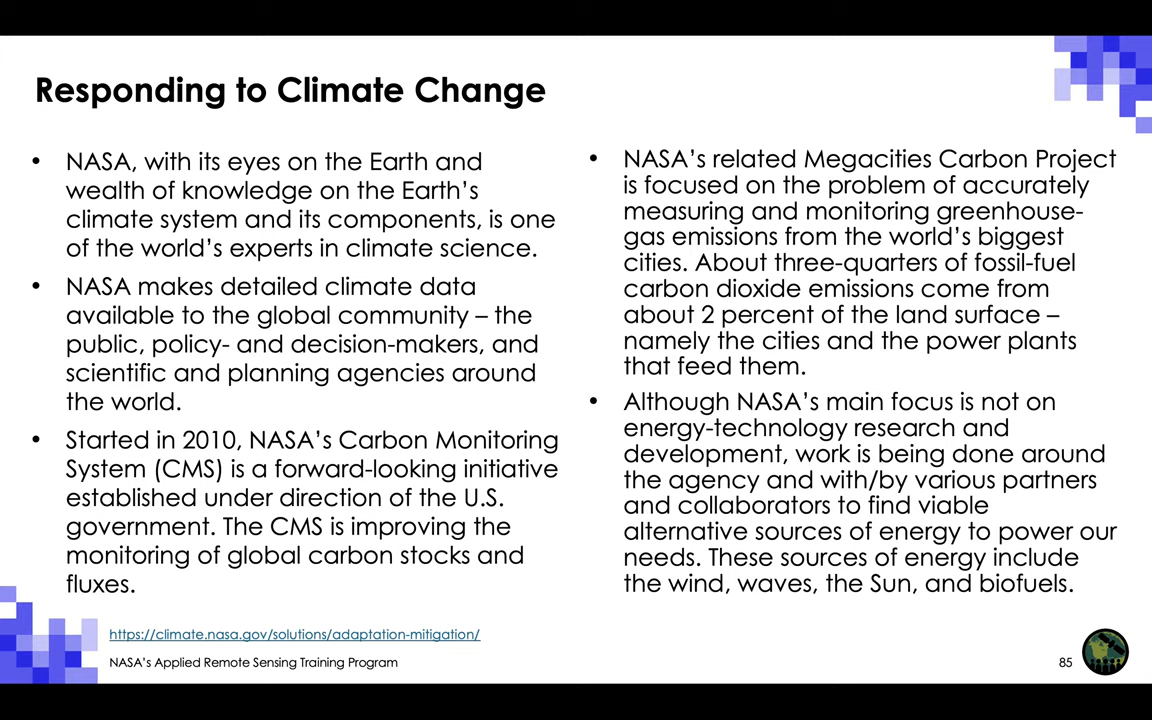 Responding to Climate Change
• NASA, with its eyes on the Earth and
wealth of knowledge on the Earth’s
climate system and its components, is one
of the world’s experts in climate science.
• NASA makes detailed climate data
available to the global community – the
public, policy- and decision-makers, and
scientific and planning agencies around
the world.
• Started in 2010, NASA’s Carbon Monitoring
System (CMS) is a forward-looking initiative
established under direction of the U.S.
government. The CMS is improving the
monitoring of global carbon stocks and
fluxes.
• NASA’s related Megacities Carbon Project
is focused on the problem of accurately
measuring and monitoring greenhouse-
gas emissions from the world’s biggest
cities. About three-quarters of fossil-fuel
carbon dioxide emissions come from
about 2 percent of the land surface –
namely the cities and the power plants
that feed them.
• Although NASA’s main focus is not on
energy-technology research and
development, work is being done around
the agency and with/by various partners
and collaborators to find viable
alternative sources of energy to power our
needs. These sources of energy include
the wind, waves, the Sun, and biofuels.
https://climate.nasa.gov/solutions/adaptation-mitigation/
NASA’s Applied Remote Sensing Training Program
85